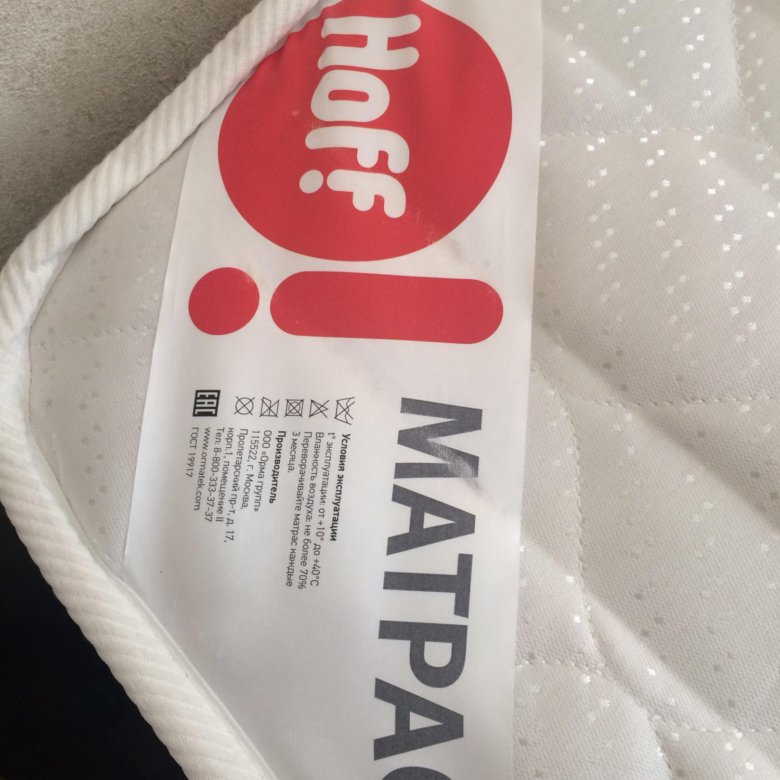 Hoff
МАТРАС
Условия эксплуатации
t° эксплуатации: от +10° до +40°C
Влажность воздуха: не более 70%
Переворачивайте матрас каждые
3 месяца.
Производитель
ООО «Орма групп»
115522, г. Москва,
Пролетарский пр-т, д. 17,
корп.1, помещение II
Тел: 8-800-333-37-37
www.ormatek.com
ГОСТ 19917
EAC